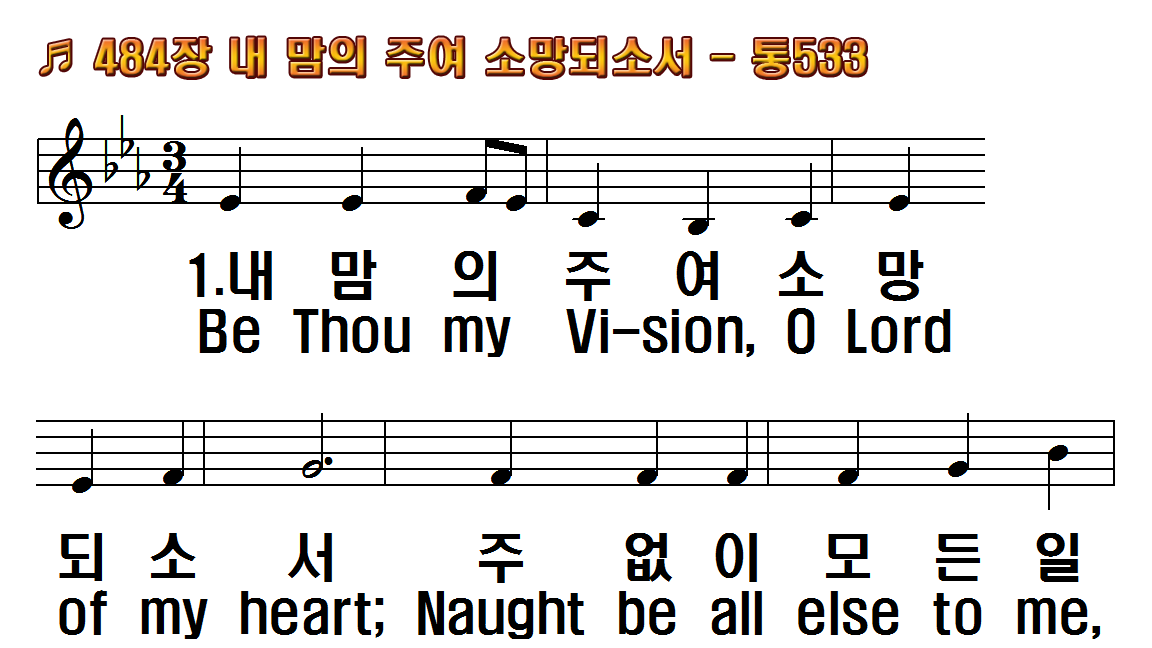 ♬ 484장 내 맘의 주여 소망되소서 - 통533
3
4
1.내 맘 의 주 여 소 망
Be Thou my Vi-sion, O Lord
되 소 서 주 없 이 모 든 일
of my heart; Naught be all else to me,